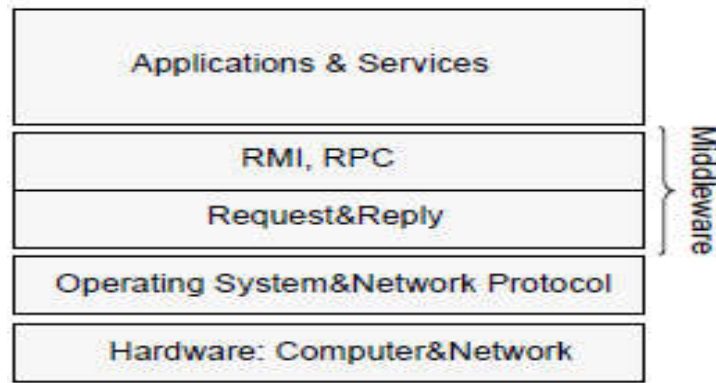 Applications & Services
RMI, RPC
Request&Reply
Middleware
Operating System&Network Protocol
Hardware: Computer&Network